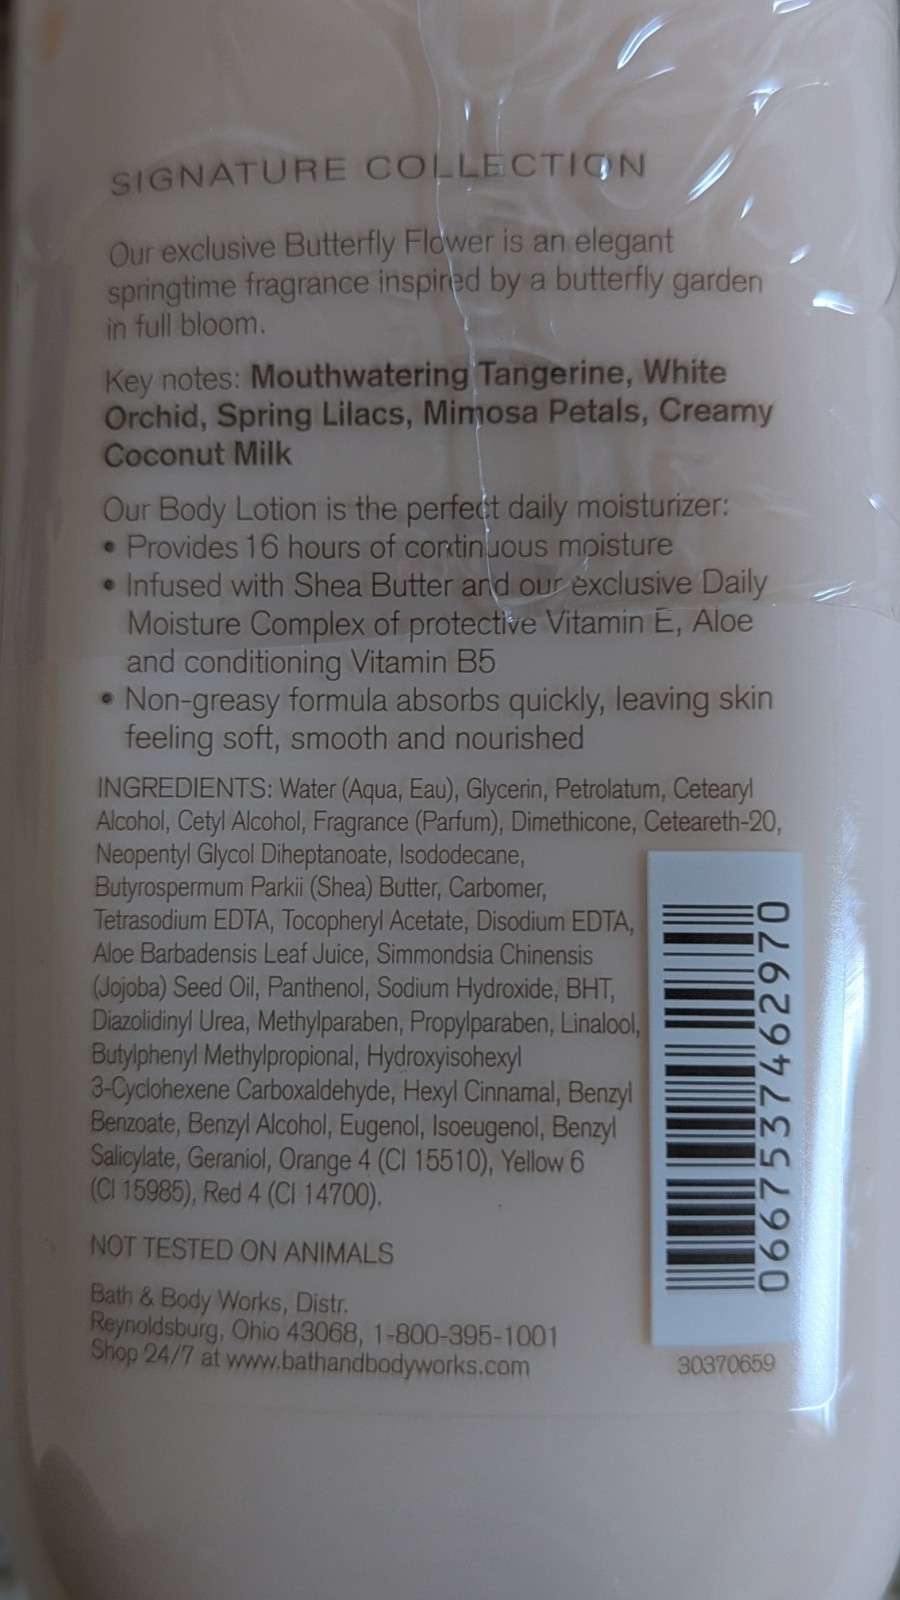 SIGNATURE COLLECTION
Our exclusive Butterfly Flower is an elegant
springtime fragrance inspired by a butterfly garden
in full bloom.
Key notes: Mouthwatering Tangerine, White
Orchid, Spring Lilacs, Mimosa Petals, Creamy
Coconut Milk
Our Body Lotion is the perfect daily moisturizer:
• Provides 16 hours of continuous moisture
• Infused with Shea Butter and our exclusive Daily
Moisture Complex of protective Vitamin E, Aloe
and conditioning Vitamin B5
• Non-greasy formula absorbs quickly, leaving skin
feeling soft, smooth and nourished
INGREDIENTS: Water (Aqua, Eau), Glycerin, Petrolatum, Cetearyl
Alcohol, Cetyl Alcohol, Fragrance (Parfum), Dimethicone, Ceteareth-20,
Neopentyl Glycol Diheptanoate, Isododecane,
Butyrospermum Parkii (Shea) Butter, Carbomer,
Tetrasodium EDTA, Tocopheryl Acetate, Disodium EDTA,
Aloe Barbadensis Leaf Juice, Simmondsia Chinensis
(Jojoba) Seed Oil, Panthenol, Sodium Hydroxide, BHT,
Diazolidinyl Urea, Methylparaben, Propylparaben, Linalool,
Butylphenyl Methylpropional, Hydroxyisohexyl
3-Cyclohexene Carboxaldehyde, Hexyl Cinnamal, Benzyl
Benzoate, Benzyl Alcohol, Eugenol, Isoeugenol, Benzyl
Salicylate, Geraniol, Orange 4 (CI 15510), Yellow 6
(CI 15985), Red 4 (CI 14700).
NOT TESTED ON ANIMALS
Bath & Body Works, Distr.
Reynoldsburg, Ohio 43068, 1-800-395-1001
Shop 24/7 at www.bathandbodyworks.com
0667537462970
30370659